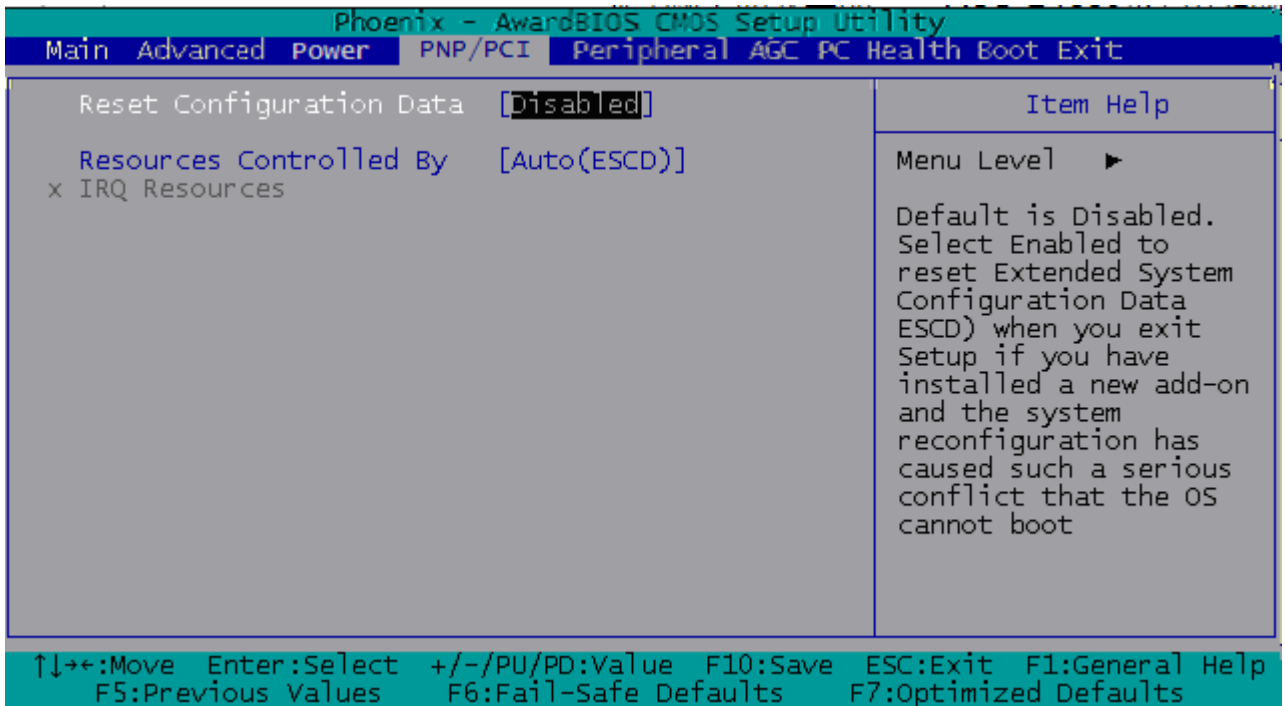 Phoenix - AwardBIOS CMOS Setup Utility
Main Advanced Power PNP/PCI Peripheral AGC PC Health Boot Exit
Reset Configuration Data [Disabled]
Resources Controlled By [Auto(ESCD)]
x IRQ Resources
Item Help
Menu Level ►
Default is Disabled.
Select Enabled to
reset Extended System
Configuration Data
ESCD) when you exit
Setup if you have
installed a new add-on
and the system
reconfiguration has
caused such a serious
conflict that the OS
cannot boot
↑↓→←:Move Enter:Select +/-/PU/PD:Value F10:Save ESC:Exit F1:General Help
F5:Previous Values F6:Fail-Safe Defaults F7:Optimized Defaults